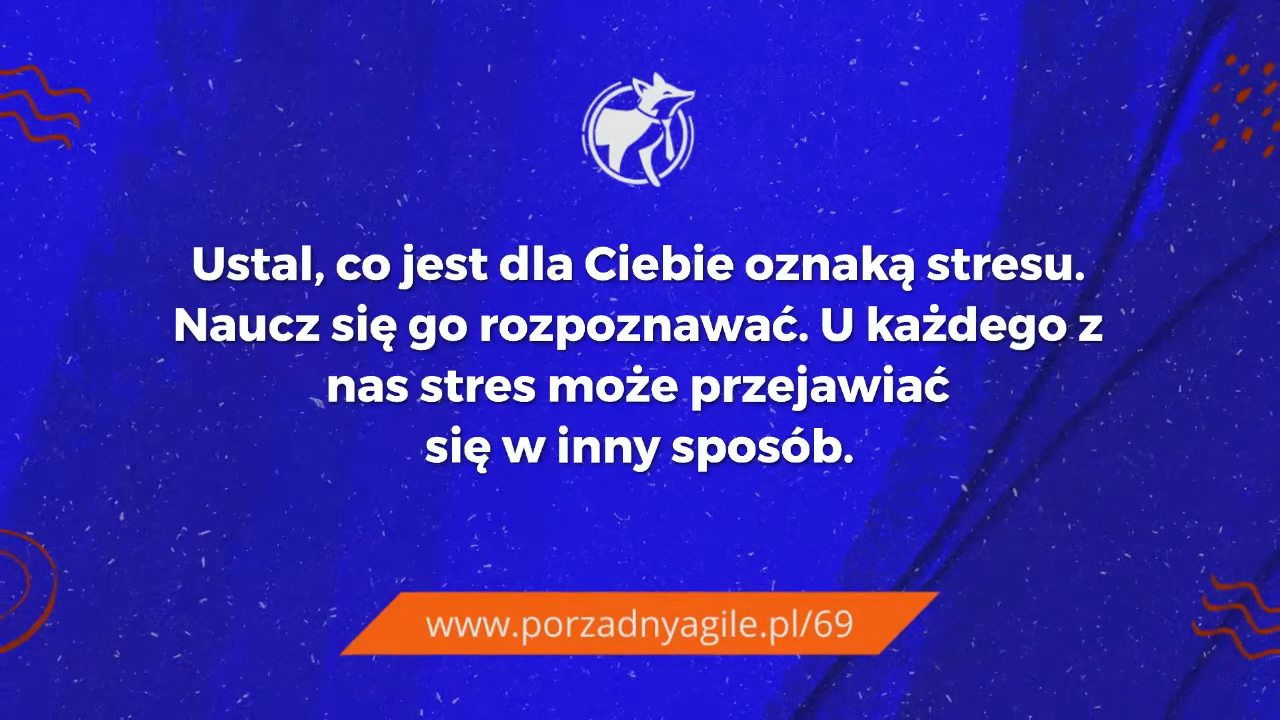 Ustal, co jest dla Ciebie oznaką stresu.
Naucz się go rozpoznawać. U każdego z
nas stres może przejawiać
się w inny sposób.
www.porzadnyagile.pl/69